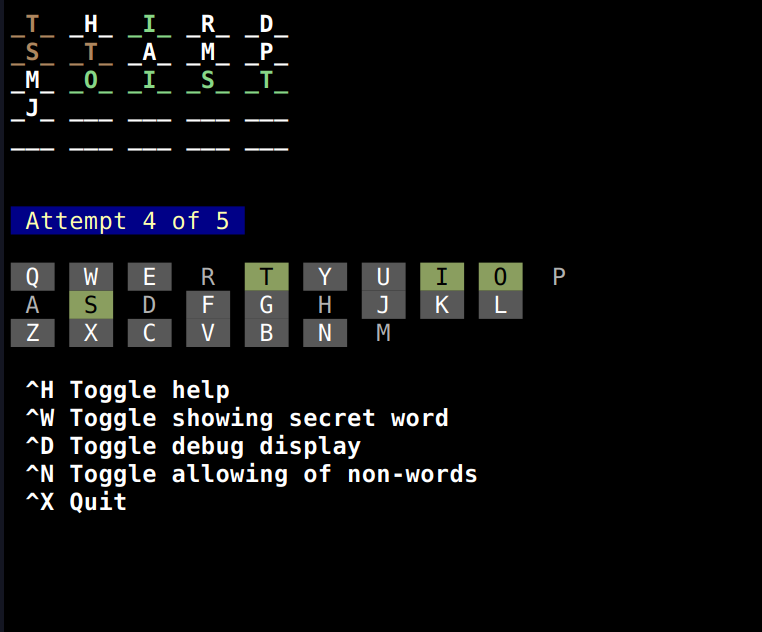 _T_ _H_ _I_ _R_ _D_
_S_ _T_ _A_ _M_ _P_
_M_ _O_ _I_ _S_ _T_
_J_ ___ ___ ___ ___
___ ___ ___ ___ ___
Attempt 4 of 5
Q W E R T Y U I O P
A S D F G H J K L
Z X C V B N M
^H Toggle help
^W Toggle showing secret word
^D Toggle debug display
^N Toggle allowing of non-words
^X Quit